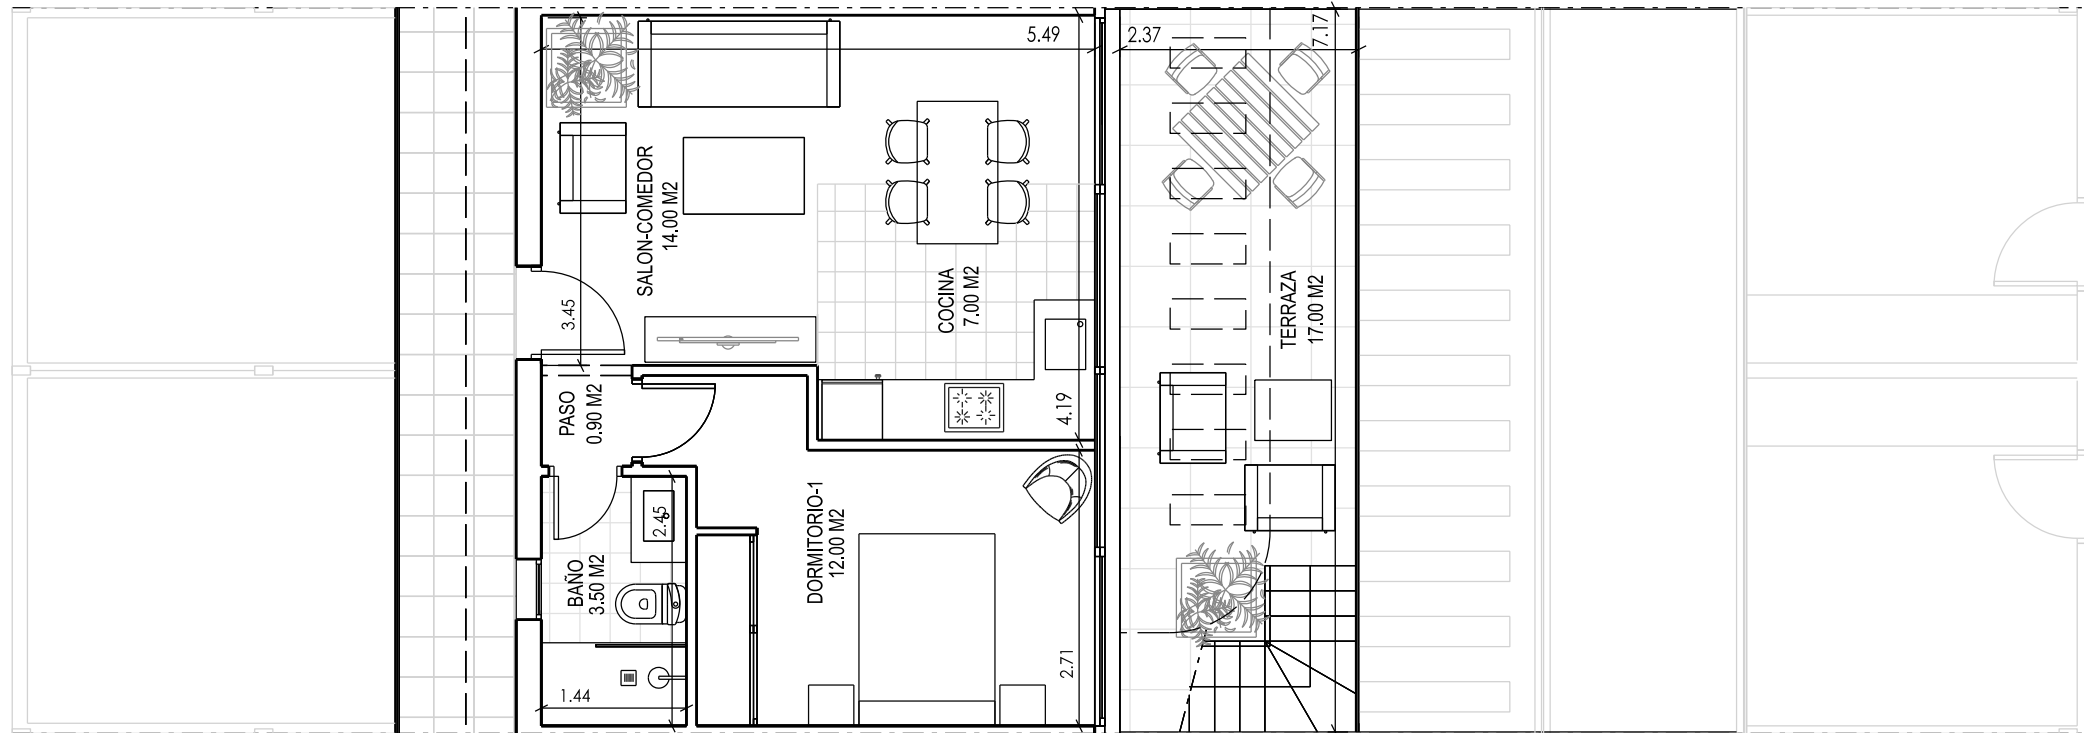 5.49
2.37
7.17
SALON-COMEDOR
14.00 M2
COCINA
7.00 M2
TERRAZA
17.00 M2
3.45
PASO
0.90 M2
4.19
2.45
DORMITORIO-1
12.00 M2
BAÑO
3.50 M2
2.71
1.44